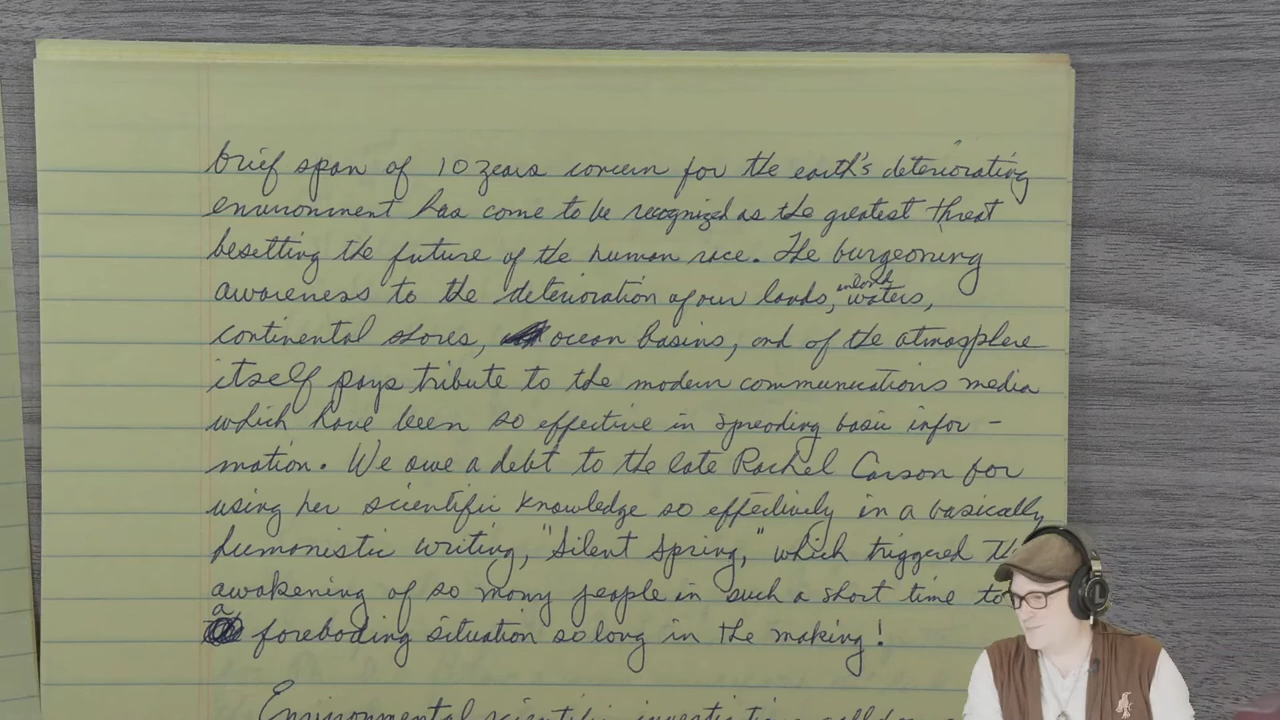 brief span of 10 years concern for the earth's deteriorating
environment has come to be recognized as the greatest threat
besetting the future of the human race. The burgeoning
awareness to the deterioration of our lands, inland waters,
continental shores, ocean basins, and of the atmosphere
itself pays tribute to the modern communications media
which have been so effective in spreading basic infor -
mation. We owe a debt to the late Rachel Carson for
using her scientific knowledge so effectively in a basically
humanistic writing, "Silent Spring," which triggered
awakening of so many people in such a short time to
a foreboding situation so long in the making!
Environmental scientific